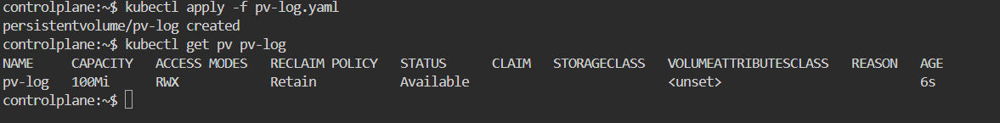 controlplane:~$ kubectl apply -f pv-log.yaml
persistentvolume/pv-log created
controlplane:~$ kubectl get pv pv-log
NAME     CAPACITY   ACCESS MODES   RECLAIM POLICY   STATUS      CLAIM   STORAGECLASS   VOLUMEATTRIBUTESCLASS   REASON   AGE
pv-log   100Mi      RWX            Retain           Available                          <unset>                          6s
controlplane:~$